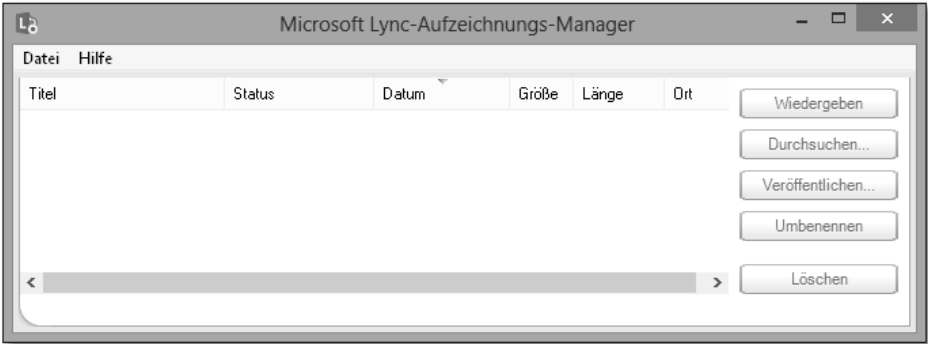 Microsoft Lync-Aufzeichnungs-Manager
Datei Hilfe
Titel Status Datum Größe Länge Ort
Wiedergeben
Durchsuchen...
Veröffentlichen...
Umbenennen
Löschen